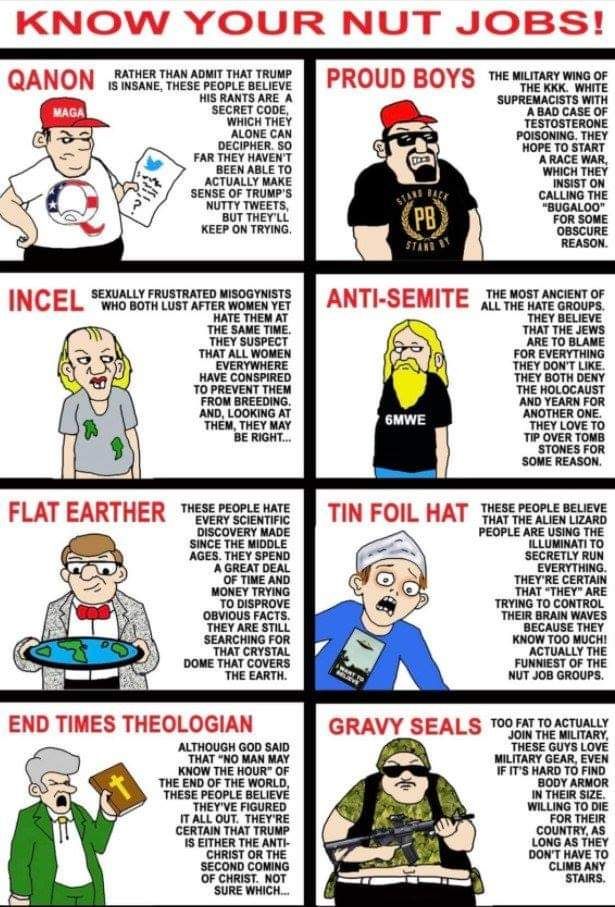 KNOW YOUR NUT JOBS!
QANON
RATHER THAN ADMIT THAT TRUMP
IS INSANE, THESE PEOPLE BELIEVE
HIS RANTS ARE A
SECRET CODE,
WHICH THEY
ALONE CAN
DECIPHER. SO
FAR THEY HAVEN'T
BEEN ABLE TO
ACTUALLY MAKE
SENSE OF TRUMP'S
NUTTY TWEETS,
BUT THEY'LL
KEEP ON TRYING.
MAGA
Q
?
PROUD BOYS
THE MILITARY WING OF
THE KKK. WHITE
SUPREMACISTS WITH
A BAD CASE OF
TESTOSTERONE
POISONING. THEY
HOPE TO START
A RACE WAR,
WHICH THEY
INSIST ON
CALLING THE
"BUGALOO"
FOR SOME
OBSCURE
REASON.
STAND BACK
PB
STAND BY
INCEL
SEXUALLY FRUSTRATED MISOGYNISTS
WHO BOTH LUST AFTER WOMEN YET
HATE THEM AT
THE SAME TIME.
THEY SUSPECT
THAT ALL WOMEN
EVERYWHERE
HAVE CONSPIRED
TO PREVENT THEM
FROM BREEDING.
AND, LOOKING AT
THEM, THEY MAY
BE RIGHT...
ANTI-SEMITE
THE MOST ANCIENT OF
ALL THE HATE GROUPS.
THEY BELIEVE
THAT THE JEWS
ARE TO BLAME
FOR EVERYTHING
THEY DON'T LIKE.
THEY BOTH DENY
THE HOLOCAUST
AND YEARN FOR
ANOTHER ONE.
THEY LOVE TO
TIP OVER TOMB
STONES FOR
SOME REASON.
6MWE
FLAT EARTHER
THESE PEOPLE HATE
EVERY SCIENTIFIC
DISCOVERY MADE
SINCE THE MIDDLE
AGES. THEY SPEND
A GREAT DEAL
OF TIME AND
MONEY TRYING
TO DISPROVE
OBVIOUS FACTS.
THEY ARE STILL
SEARCHING FOR
THAT CRYSTAL
DOME THAT COVERS
THE EARTH.
TIN FOIL HAT
THESE PEOPLE BELIEVE
THAT THE ALIEN LIZARD
PEOPLE ARE USING THE
ILLUMINATI TO
SECRETLY RUN
EVERYTHING.
THEY'RE CERTAIN
THAT "THEY" ARE
TRYING TO CONTROL
THEIR BRAIN WAVES
BECAUSE THEY
KNOW TOO MUCH!
ACTUALLY THE
FUNNIEST OF THE
NUT JOB GROUPS.
I WANT TO
BELIEVE
END TIMES THEOLOGIAN
ALTHOUGH GOD SAID
THAT "NO MAN MAY
KNOW THE HOUR" OF
THE END OF THE WORLD,
THESE PEOPLE BELIEVE
THEY'VE FIGURED
IT ALL OUT. THEY'RE
CERTAIN THAT TRUMP
IS EITHER THE ANTI-
CHRIST OR THE
SECOND COMING
OF CHRIST. NOT
SURE WHICH...
GRAVY SEALS
TOO FAT TO ACTUALLY
JOIN THE MILITARY,
THESE GUYS LOVE
MILITARY GEAR, EVEN
IF IT'S HARD TO FIND
BODY ARMOR
IN THEIR SIZE.
WILLING TO DIE
FOR THEIR
COUNTRY, AS
LONG AS THEY
DON'T HAVE TO
CLIMB ANY
STAIRS.